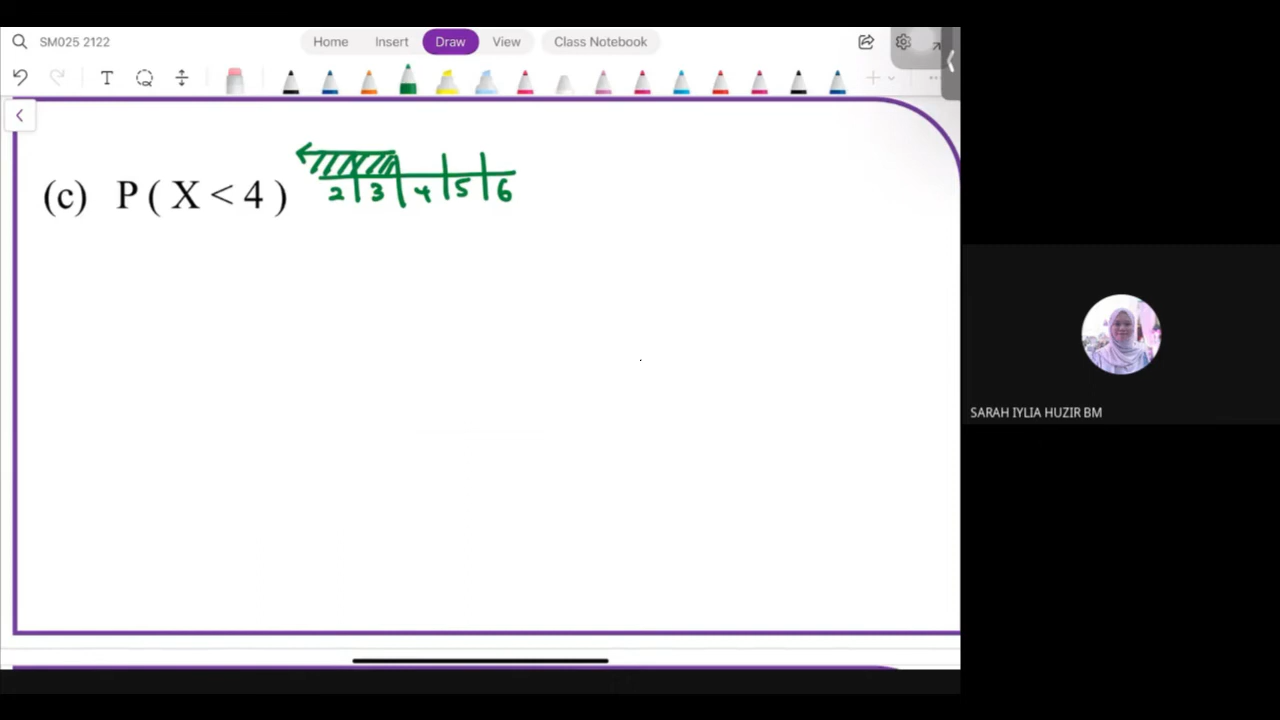 SM025 2122
Home Insert Draw View Class Notebook
T
(c) P ( X < 4 ) 2 3 4 5 6
SARAH IYLIA HUZIR BM